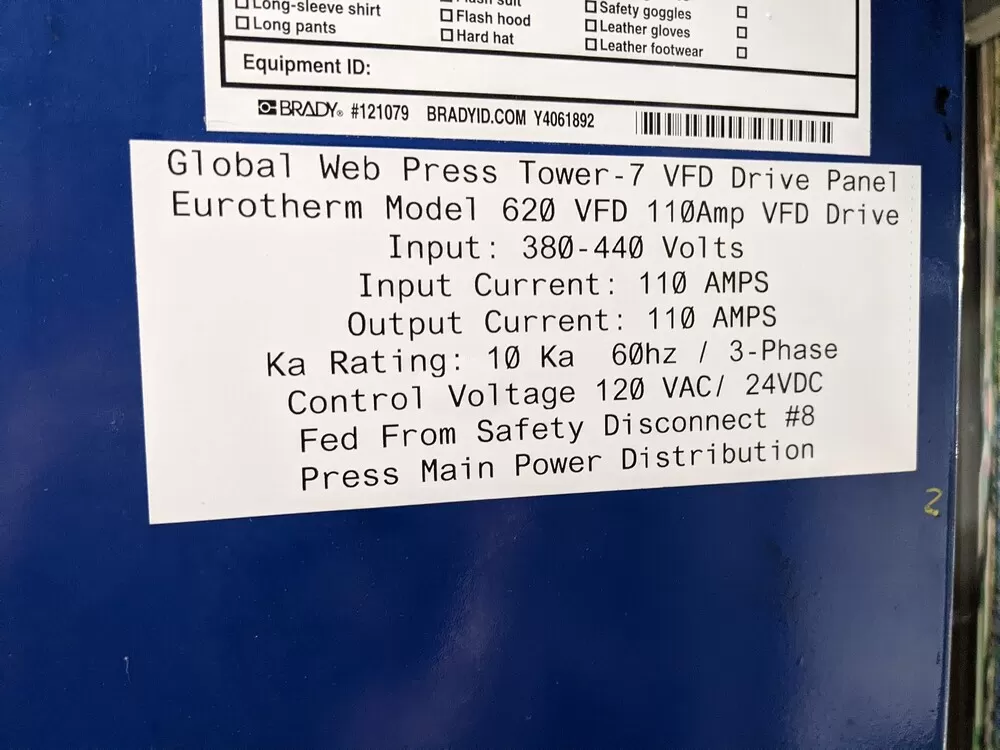 Long-sleeve shirt
Long pants
Flash hood
Hard hat
Safety goggles
Leather gloves
Leather footwear
Equipment ID:
BRADY® #121079 BRADYID.COM Y4061892
Global Web Press Tower-7 VFD Drive Panel
Eurotherm Model 620 VFD 110Amp VFD Drive
Input: 380-440 Volts
Input Current: 110 AMPS
Output Current: 110 AMPS
Ka Rating: 10 Ka 60hz / 3-Phase
Control Voltage 120 VAC/ 24VDC
Fed From Safety Disconnect #8
Press Main Power Distribution
2